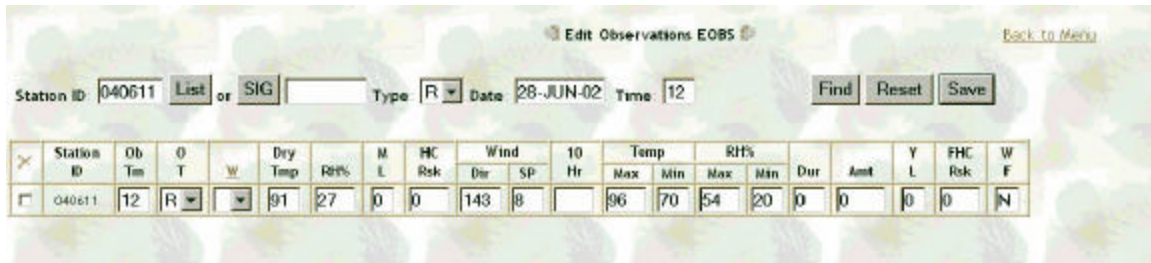 Edit Observations EOBS
Back to Menu
Station ID: 040611 List or SIG Type R Date 28-JUN-02 Time 12 Find Reset Save
Station ID Ob Tm O T W Dry Tmp RH% M L HC Rsk Wind Dir SP 10 Hr Temp Max Min RH% Max Min Dur Amt Y L FHC Rsk W F
040611 12 R 91 27 0 0 143 8 96 70 54 20 0 0 0 0 N